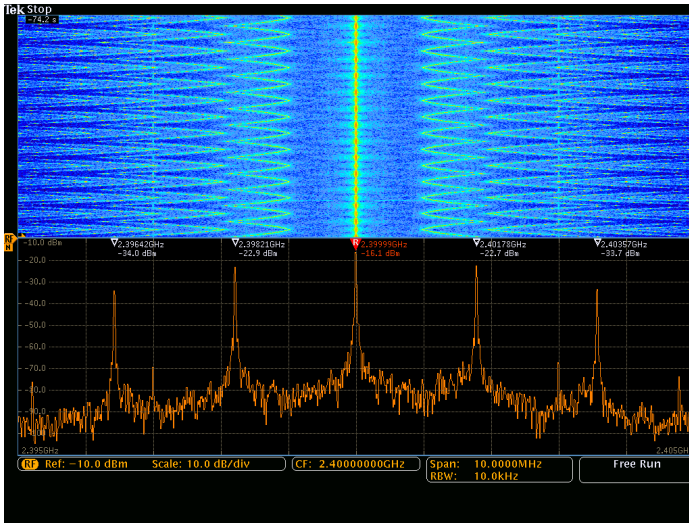 Tek Stop
-74.2 s
RF
N
-10.0 dBm
2.39642GHz
-34.0 dBm
2.39821GHz
-22.9 dBm
R
2.39999GHz
-16.1 dBm
2.40178GHz
-22.7 dBm
2.40357GHz
-33.7 dBm
-20.0
-30.0
-40.0
-50.0
-60.0
-70.0
-80.0
-90.0
2.395GHz
2.405GHz
RF Ref: -10.0 dBm Scale: 10.0 dB/div
CF: 2.40000000GHz
Span: 10.0000MHz
RBW: 10.0kHz
Free Run